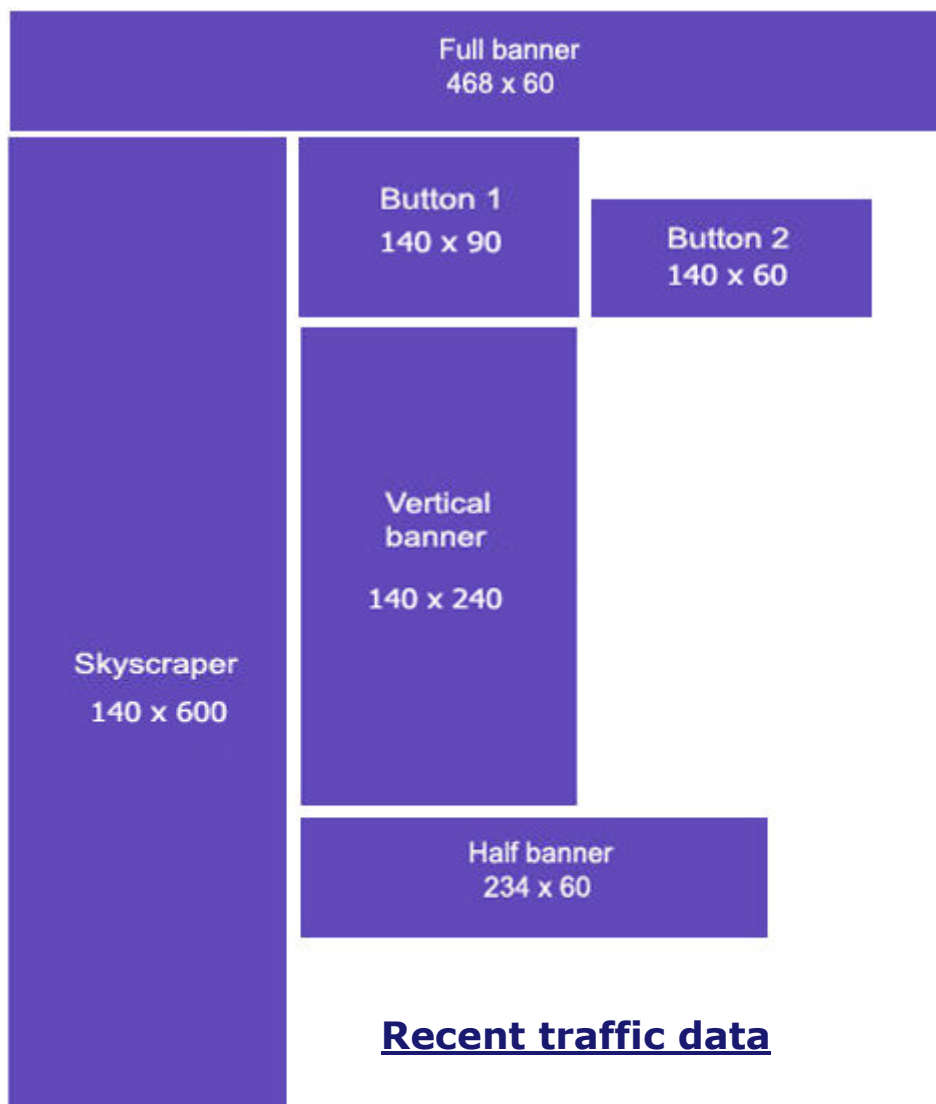 Full banner
468 x 60
Button 1
140 x 90
Button 2
140 x 60
Vertical
banner
140 x 240
Skyscraper
140 x 600
Half banner
234 x 60
Recent traffic data